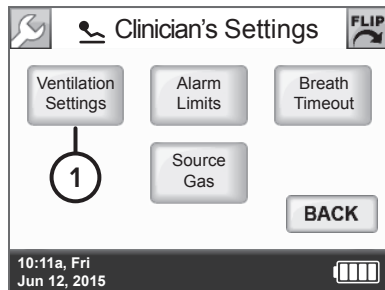 Clinician's Settings
FLIP
Ventilation
Settings
Alarm
Limits
Breath
Timeout
1
Source
Gas
BACK
10:11a, Fri
Jun 12, 2015